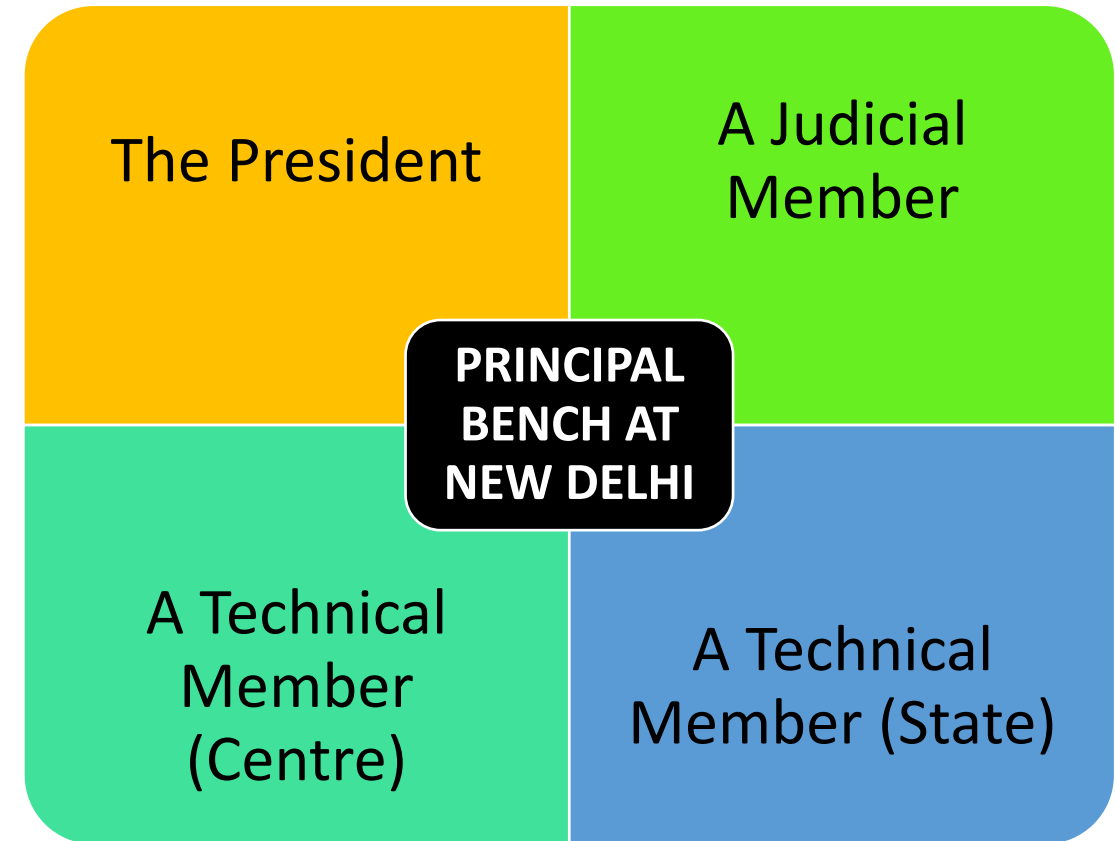 The President
A Judicial
Member
PRINCIPAL
BENCH AT
NEW DELHI
A Technical
Member
(Centre)
A Technical
Member (State)